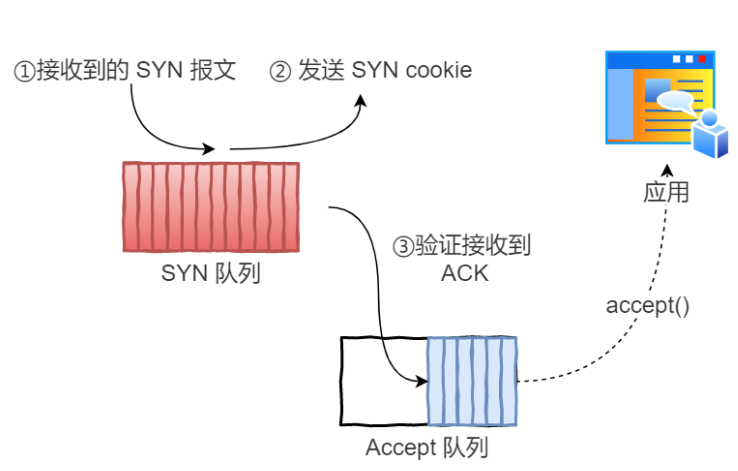 ①接收到的 SYN 报文
② 发送 SYN cookie
应用
SYN 队列
③验证接收到
ACK
accept()
Accept 队列